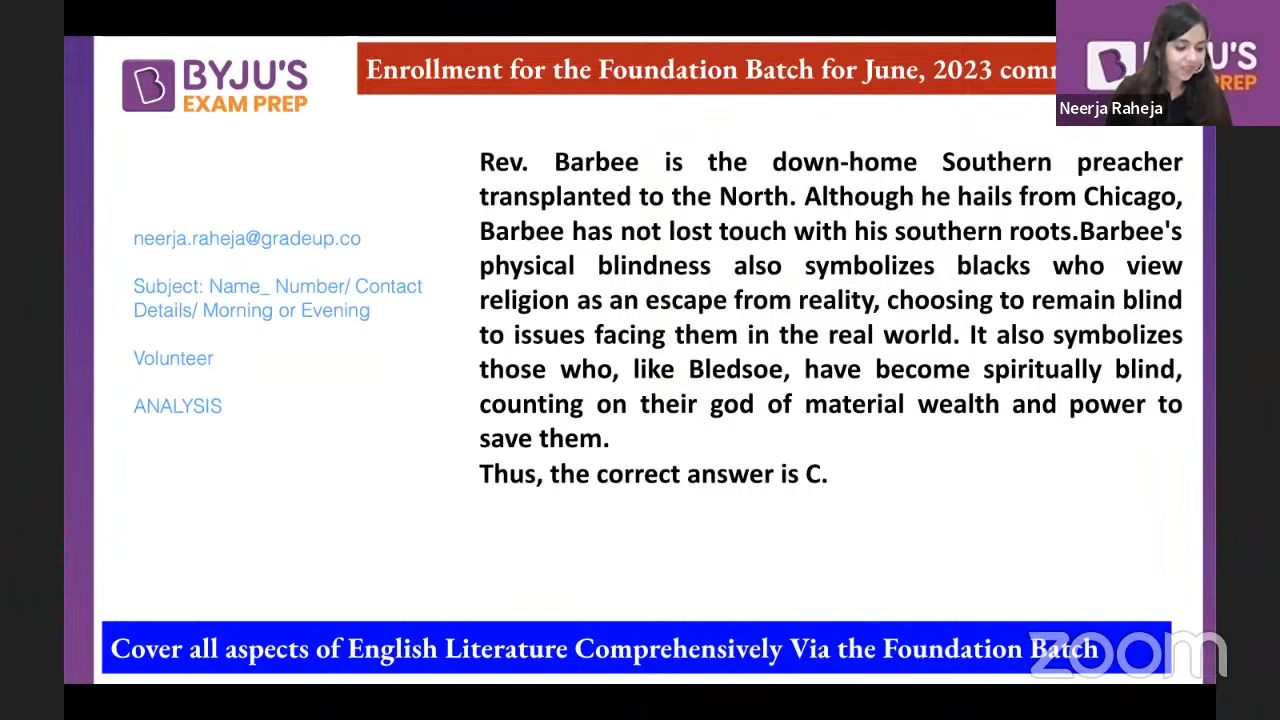 BYJU'S
EXAM PREP
Enrollment for the Foundation Batch for June, 2023
BYJU'S
Neerja Raheja
neerja.raheja@gradeup.co
Subject: Name_ Number/ Contact
Details/ Morning or Evening
Volunteer
ANALYSIS
Rev. Barbee is the down-home Southern preacher
transplanted to the North. Although he hails from Chicago,
Barbee has not lost touch with his southern roots.Barbee's
physical blindness also symbolizes blacks who view
religion as an escape from reality, choosing to remain blind
to issues facing them in the real world. It also symbolizes
those who, like Bledsoe, have become spiritually blind,
counting on their god of material wealth and power to
save them.
Thus, the correct answer is C.
Cover all aspects of English Literature Comprehensively Via the Foundation Batch
zoom